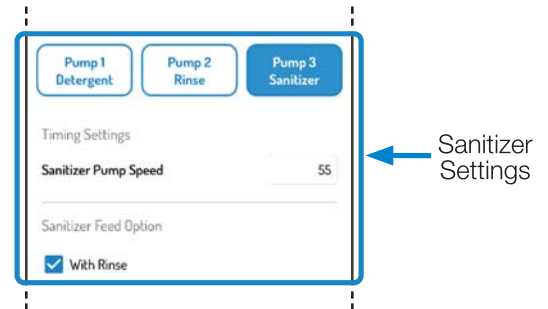 Pump 1
Detergent
Pump 2
Rinse
Pump 3
Sanitizer
Timing Settings
Sanitizer Pump Speed 55
Sanitizer Feed Option
With Rinse
Sanitizer
Settings